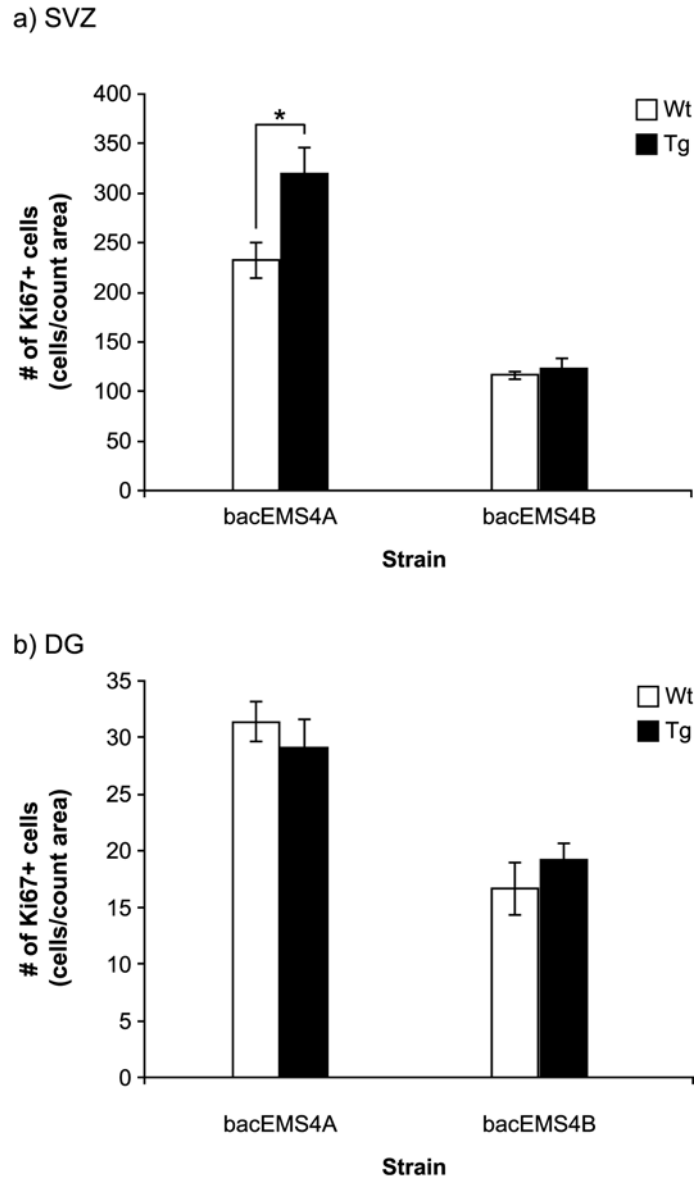 a) SVZ
400
350
300
250
200
150
100
50
0
# of Ki67+ cells
(cells/count area)
*
Wt
Tg
bacEMS4A
bacEMS4B
Strain
b) DG
35
30
25
20
15
10
5
0
# of Ki67+ cells
(cells/count area)
Wt
Tg
bacEMS4A
bacEMS4B
Strain